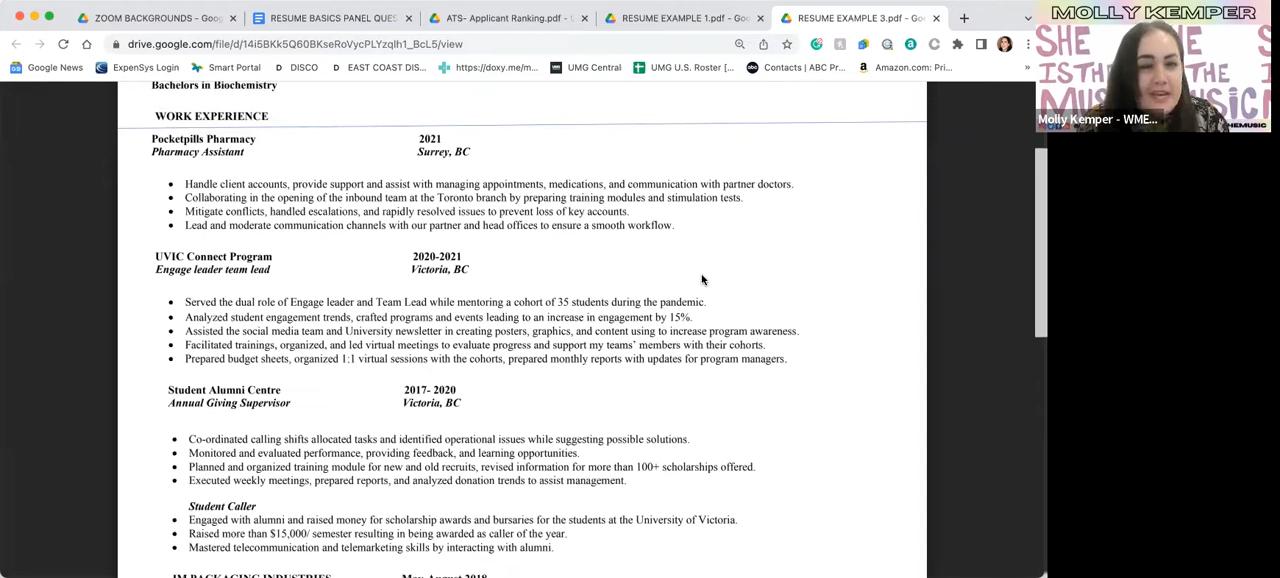 ZOOM BACKGROUNDS - Goog
RESUME BASICS PANEL QUES
ATS- Applicant Ranking.pdf -
RESUME EXAMPLE 1.pdf - Goo
RESUME EXAMPLE 3.pdf - Goo
drive.google.com/file/d/14i5BKk5Q60BKseRoVycPLYzqlh1_BcL5/view
Google News
ExpenSys Login
Smart Portal
D DISCO
D EAST COAST DIS...
https://doxy.me/m...
UMG Central
UMG U.S. Roster [...
Contacts | ABC Pr...
Amazon.com: Pri...
MOLLY KEMPER
SHE
IS THE
MUSIC
Molly Kemper - WME...
Bachelors in Biochemistry
WORK EXPERIENCE
Pocketpills Pharmacy 2021
Pharmacy Assistant Surrey, BC
• Handle client accounts, provide support and assist with managing appointments, medications, and communication with partner doctors.
• Collaborating in the opening of the inbound team at the Toronto branch by preparing training modules and stimulation tests.
• Mitigate conflicts, handled escalations, and rapidly resolved issues to prevent loss of key accounts.
• Lead and moderate communication channels with our partner and head offices to ensure a smooth workflow.
UVIC Connect Program 2020-2021
Engage leader team lead Victoria, BC
• Served the dual role of Engage leader and Team Lead while mentoring a cohort of 35 students during the pandemic.
• Analyzed student engagement trends, crafted programs and events leading to an increase in engagement by 15%.
• Assisted the social media team and University newsletter in creating posters, graphics, and content using to increase program awareness.
• Facilitated trainings, organized, and led virtual meetings to evaluate progress and support my teams’ members with their cohorts.
• Prepared budget sheets, organized 1:1 virtual sessions with the cohorts, prepared monthly reports with updates for program managers.
Student Alumni Centre 2017- 2020
Annual Giving Supervisor Victoria, BC
• Co-ordinated calling shifts allocated tasks and identified operational issues while suggesting possible solutions.
• Monitored and evaluated performance, providing feedback, and learning opportunities.
• Planned and organized training module for new and old recruits, revised information for more than 100+ scholarships offered.
• Executed weekly meetings, prepared reports, and analyzed donation trends to assist management.
Student Caller
• Engaged with alumni and raised money for scholarship awards and bursaries for the students at the University of Victoria.
• Raised more than $15,000/ semester resulting in being awarded as caller of the year.
• Mastered telecommunication and telemarketing skills by interacting with alumni.
JM PACKAGING INDUSTRIES May-August 2018